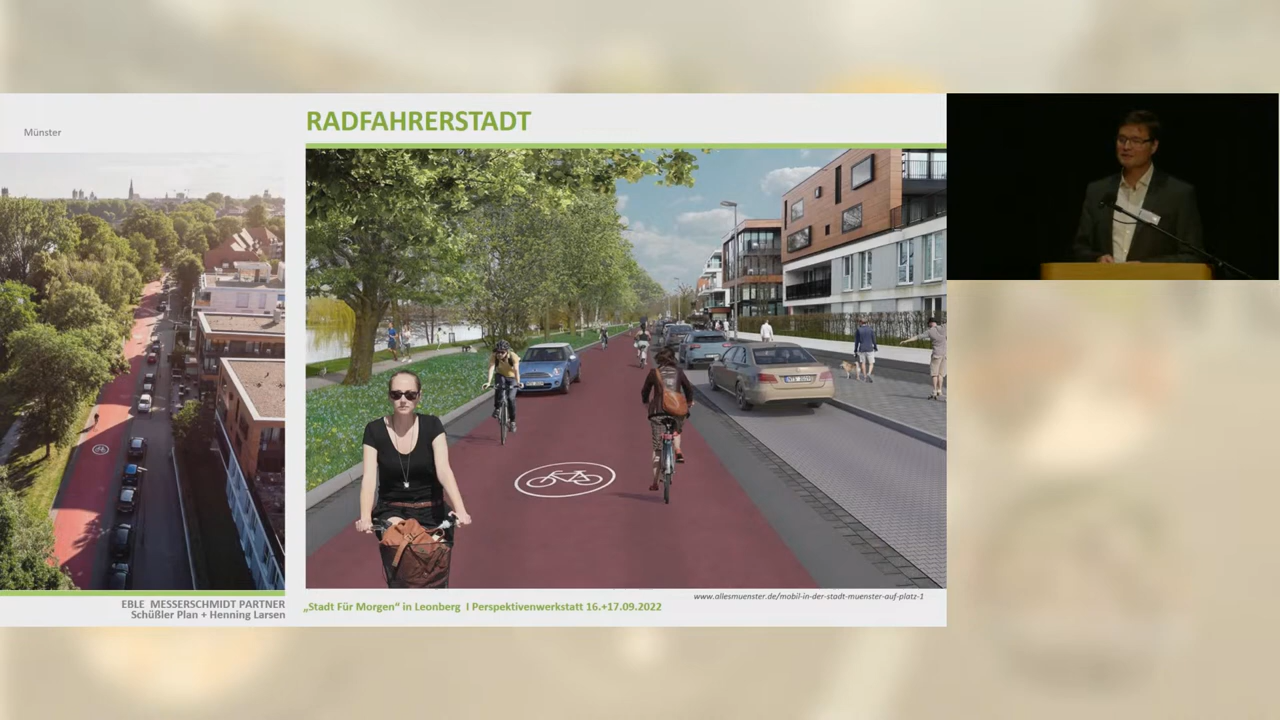 Münster
RADFAHRERSTADT
www.allesmuenster.de/mobil-in-der-stadt-muenster-auf-platz-1
EBLE MESSERSCHMIDT PARTNER
Schüßler Plan + Henning Larsen
„Stadt Für Morgen“ in Leonberg I Perspektivenwerkstatt 16.+17.09.2022